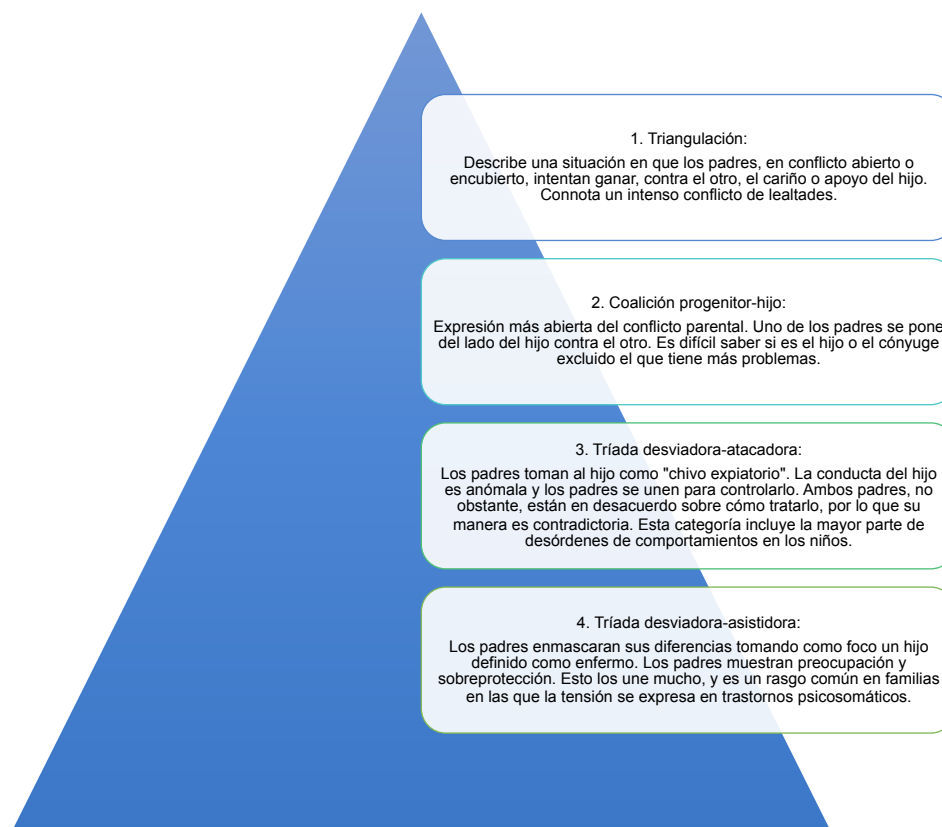 1. Triangulación:
Describe una situación en que los padres, en conflicto abierto o
encubierto, intentan ganar, contra el otro, el cariño o apoyo del hijo.
Connota un intenso conflicto de lealtades.
2. Coalición progenitor-hijo:
Expresión más abierta del conflicto parental. Uno de los padres se pone
del lado del hijo contra el otro. Es difícil saber si es el hijo o el cónyuge
excluido el que tiene más problemas.
3. Tríada desviadora-atacadora:
Los padres toman al hijo como "chivo expiatorio". La conducta del hijo
es anómala y los padres se unen para controlarlo. Ambos padres, no
obstante, están en desacuerdo sobre cómo tratarlo, por lo que su
manera es contradictoria. Esta categoría incluye la mayor parte de
desórdenes de comportamientos en los niños.
4. Tríada desviadora-asistidora:
Los padres enmascaran sus diferencias tomando como foco un hijo
definido como enfermo. Los padres muestran preocupación y
sobreprotección. Esto los une mucho, y es un rasgo común en familias
en las que la tensión se expresa en trastornos psicosomáticos.